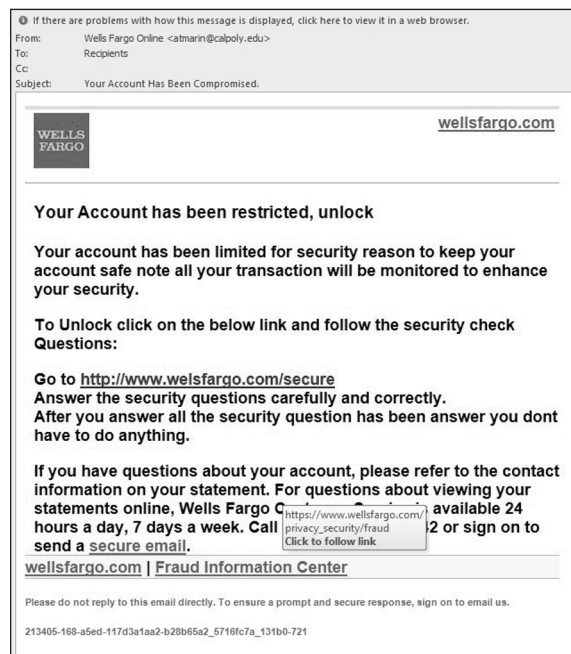 If there are problems with how this message is displayed, click here to view it in a web browser.
From: Wells Fargo Online <atmarin@calpoly.edu>
To: Recipients
Cc:
Subject: Your Account Has Been Compromised.
WELLS
FARGO
wellsfargo.com
Your Account has been restricted, unlock
Your account has been limited for security reason to keep your
account safe note all your transaction will be monitored to enhance
your security.
To Unlock click on the below link and follow the security check
Questions:
Go to http://www.welsfargo.com/secure
Answer the security questions carefully and correctly.
After you answer all the security question has been answer you dont
have to do anything.
If you have questions about your account, please refer to the contact
information on your statement. For questions about viewing your
statements online, Wells Fargo available 24
https://www.wellsfargo.com/
privacy_security/fraud
Click to follow link
hours a day, 7 days a week. Call 2 or sign on to
send a secure email.
wellsfargo.com | Fraud Information Center
Please do not reply to this email directly. To ensure a prompt and secure response, sign on to email us.
213405-168-a5ed-117d3a1aa2-b28b65a2_5716fc7a_131b0-721